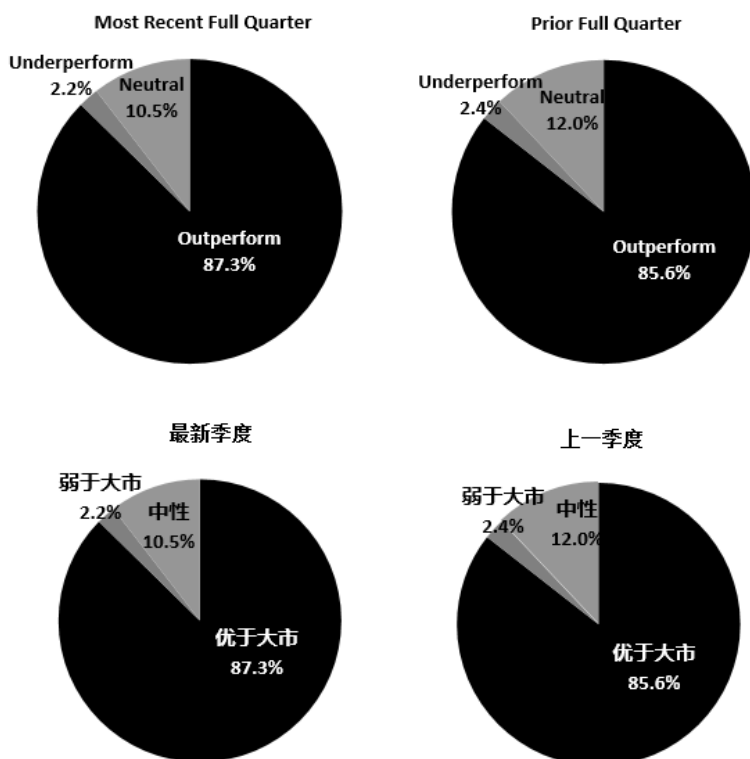 Most Recent Full Quarter
Underperform
2.2%
Neutral
10.5%
Outperform
87.3%
Prior Full Quarter
Underperform
2.4%
Neutral
12.0%
Outperform
85.6%
最新季度
弱于大市
2.2%
中性
10.5%
优于大市
87.3%
上一季度
弱于大市
2.4%
中性
12.0%
优于大市
85.6%